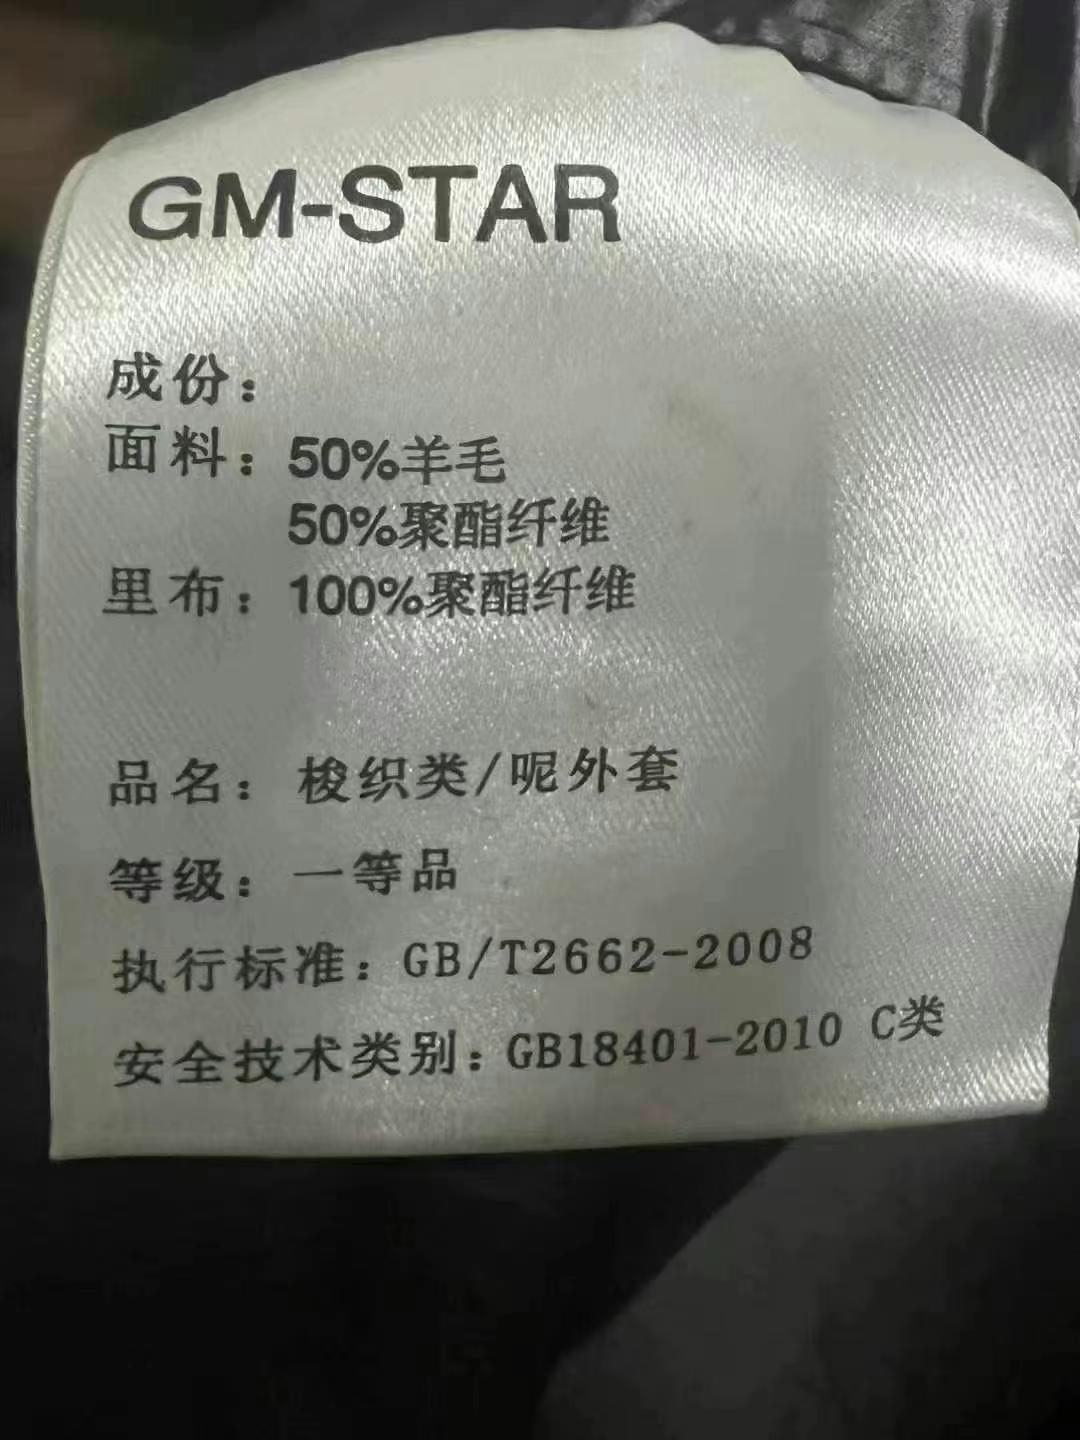 GM-STAR
成份：
面料：50%羊毛
50%聚酯纤维
里布：100%聚酯纤维
品名：梭织类/呢外套
等级：一等品
执行标准：GB/T2662-2008
安全技术类别：GB18401-2010 C类